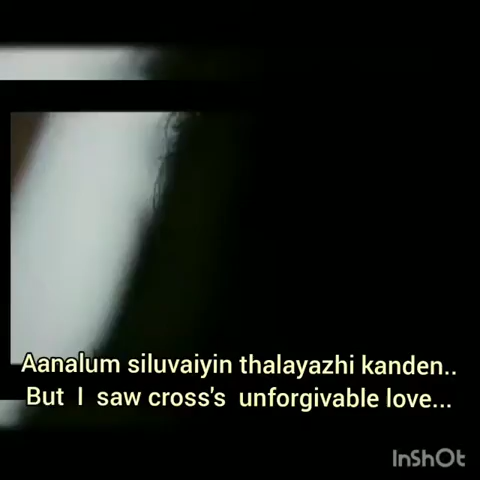 Aanalum siluvaiyin thalayazhi kanden..
But I saw cross's unforgivable love...
InShOt